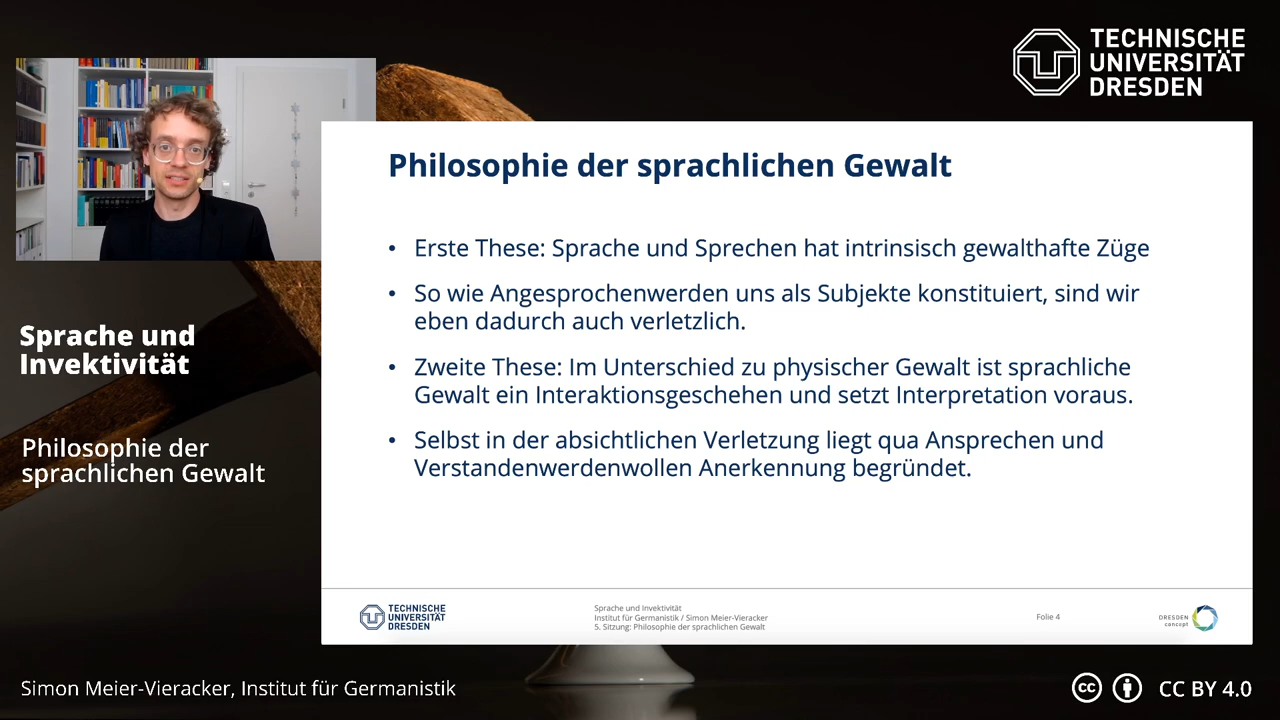 TECHNISCHE
UNIVERSITÄT
DRESDEN
Philosophie der sprachlichen Gewalt
• Erste These: Sprache und Sprechen hat intrinsisch gewalthafte Züge
• So wie Angesprochenwerden uns als Subjekte konstituiert, sind wir
eben dadurch auch verletzlich.
• Zweite These: Im Unterschied zu physischer Gewalt ist sprachliche
Gewalt ein Interaktionsgeschehen und setzt Interpretation voraus.
• Selbst in der absichtlichen Verletzung liegt qua Ansprechen und
Verstandenwerdenwollen Anerkennung begründet.
Sprache und
Invektivität
Philosophie der
sprachlichen Gewalt
TECHNISCHE
UNIVERSITÄT
DRESDEN
Sprache und Invektivität
Institut für Germanistik / Simon Meier-Vieracker
5. Sitzung: Philosophie der sprachlichen Gewalt
Folie 4
DRESDEN
concept
Simon Meier-Vieracker, Institut für Germanistik
cc
CC BY 4.0